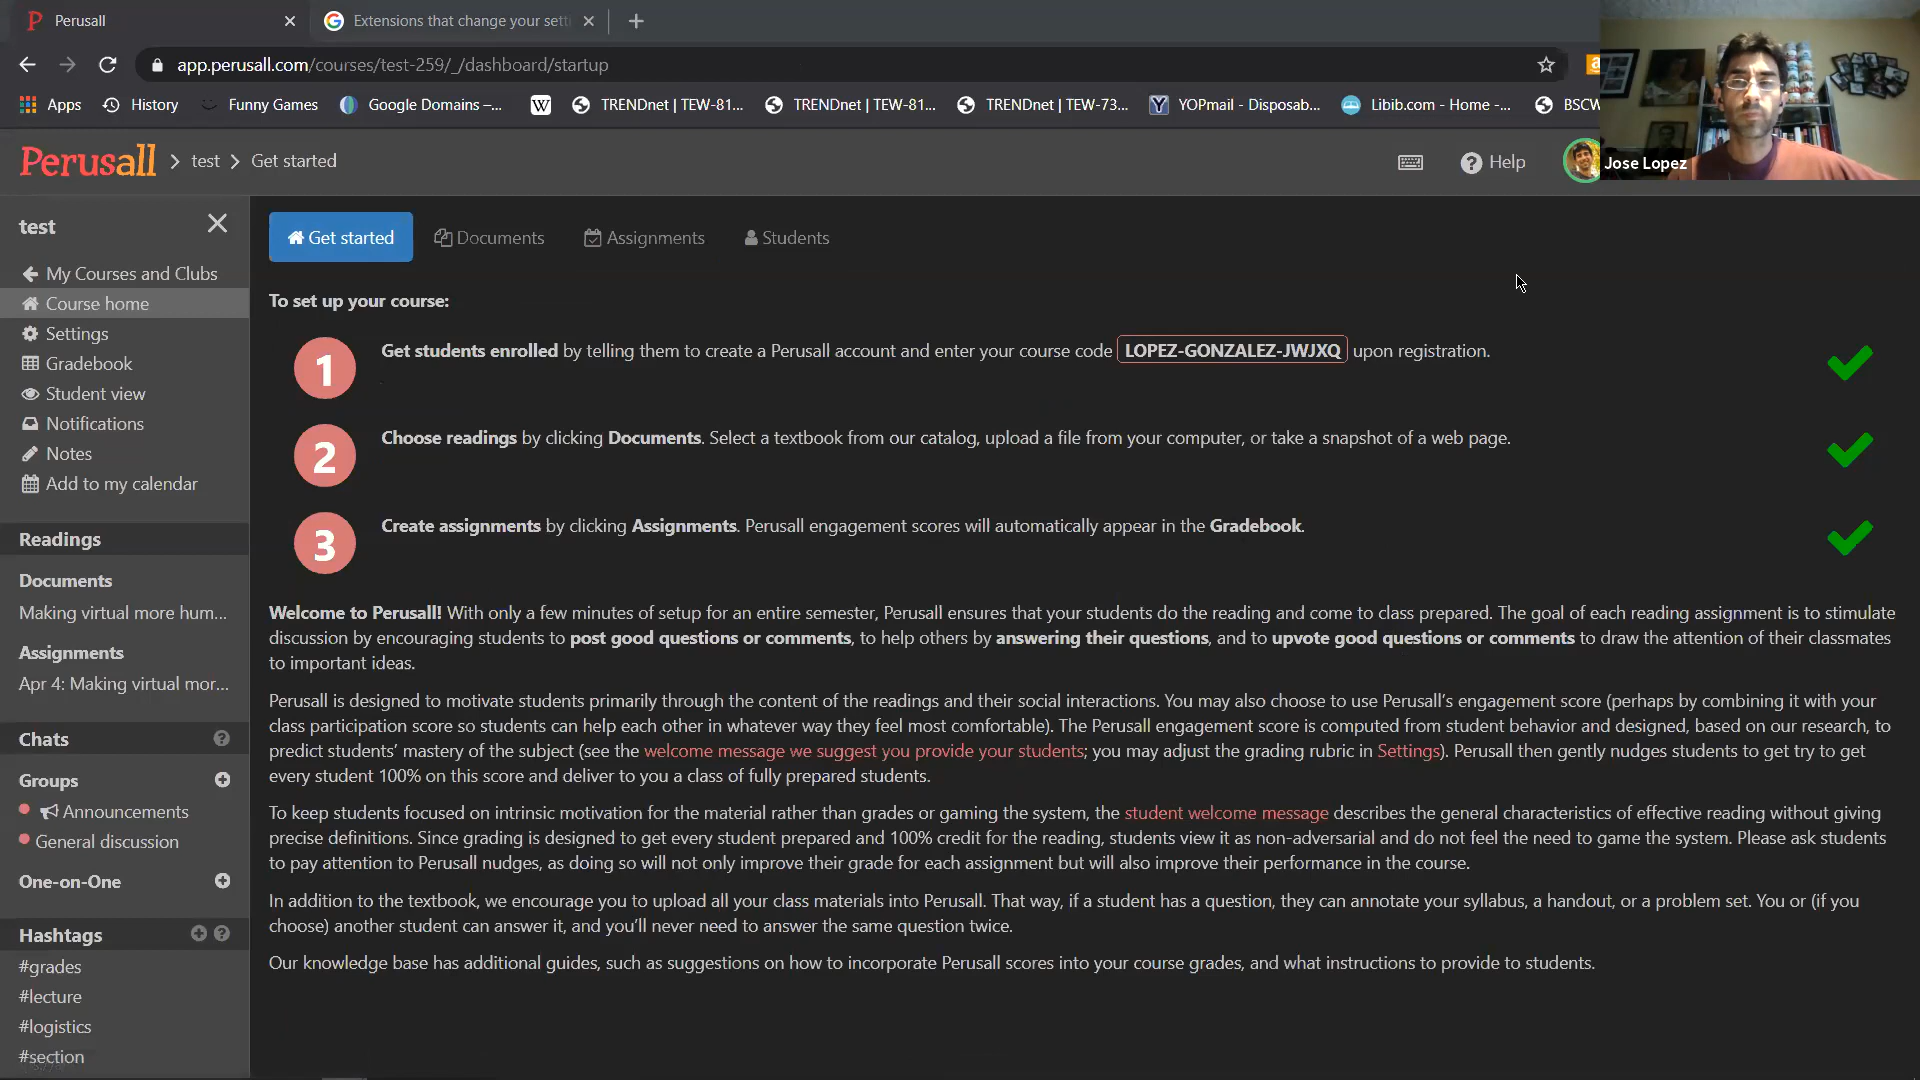 Perusall
Extensions that change your sett
app.perusall.com/courses/test-259/_/dashboard/startup
Apps
History
Funny Games
Google Domains –...
W
TRENDnet | TEW-81...
TRENDnet | TEW-81...
TRENDnet | TEW-73...
YOPmail - Disposab...
Libib.com - Home -...
BSCW
Jose Lopez
Perusall > test > Get started
Help
test
My Courses and Clubs
Course home
Settings
Gradebook
Student view
Notifications
Notes
Add to my calendar
Readings
Documents
Making virtual more hum...
Assignments
Apr 4: Making virtual mor...
Chats
Groups
Announcements
General discussion
One-on-One
Hashtags
#grades
#lecture
#logistics
#section
Get started
Documents
Assignments
Students
To set up your course:
1
Get students enrolled by telling them to create a Perusall account and enter your course code LOPEZ-GONZALEZ-JWJXQ upon registration.
2
Choose readings by clicking Documents. Select a textbook from our catalog, upload a file from your computer, or take a snapshot of a web page.
3
Create assignments by clicking Assignments. Perusall engagement scores will automatically appear in the Gradebook.
Welcome to Perusall! With only a few minutes of setup for an entire semester, Perusall ensures that your students do the reading and come to class prepared. The goal of each reading assignment is to stimulate
discussion by encouraging students to post good questions or comments, to help others by answering their questions, and to upvote good questions or comments to draw the attention of their classmates
to important ideas.
Perusall is designed to motivate students primarily through the content of the readings and their social interactions. You may also choose to use Perusall’s engagement score (perhaps by combining it with your
class participation score so students can help each other in whatever way they feel most comfortable). The Perusall engagement score is computed from student behavior and designed, based on our research, to
predict students’ mastery of the subject (see the welcome message we suggest you provide your students; you may adjust the grading rubric in Settings). Perusall then gently nudges students to get try to get
every student 100% on this score and deliver to you a class of fully prepared students.
To keep students focused on intrinsic motivation for the material rather than grades or gaming the system, the student welcome message describes the general characteristics of effective reading without giving
precise definitions. Since grading is designed to get every student prepared and 100% credit for the reading, students view it as non-adversarial and do not feel the need to game the system. Please ask students
to pay attention to Perusall nudges, as doing so will not only improve their grade for each assignment but will also improve their performance in the course.
In addition to the textbook, we encourage you to upload all your class materials into Perusall. That way, if a student has a question, they can annotate your syllabus, a handout, or a problem set. You or (if you
choose) another student can answer it, and you’ll never need to answer the same question twice.
Our knowledge base has additional guides, such as suggestions on how to incorporate Perusall scores into your course grades, and what instructions to provide to students.